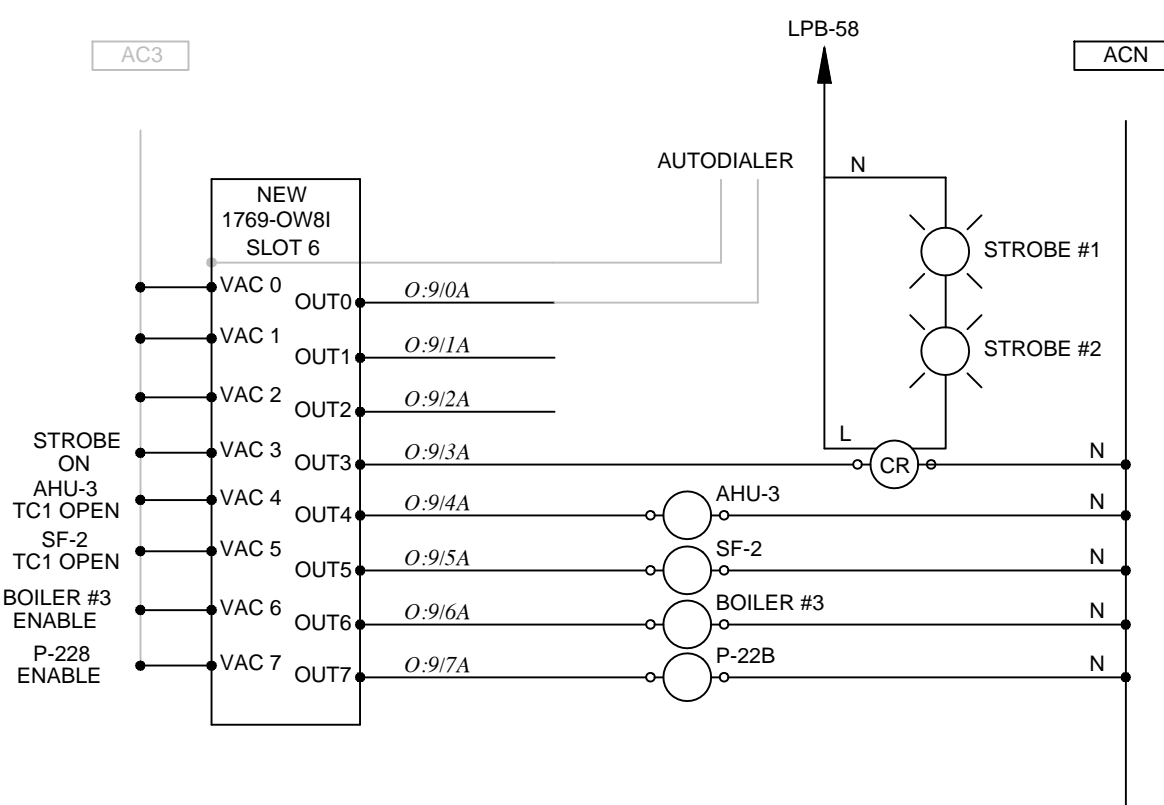 LPB-58
AC3
ACN
AUTODIALER
N
NEW
1769-OW8I
SLOT 6
STROBE #1
VAC 0
OUT0
O:9/0A
VAC 1
OUT1
O:9/1A
STROBE #2
VAC 2
OUT2
O:9/2A
STROBE
ON
VAC 3
OUT3
O:9/3A
L
CR
N
AHU-3
TC1 OPEN
VAC 4
OUT4
O:9/4A
AHU-3
N
SF-2
TC1 OPEN
VAC 5
OUT5
O:9/5A
SF-2
N
BOILER #3
ENABLE
VAC 6
OUT6
O:9/6A
BOILER #3
N
P-228
ENABLE
VAC 7
OUT7
O:9/7A
P-22B
N